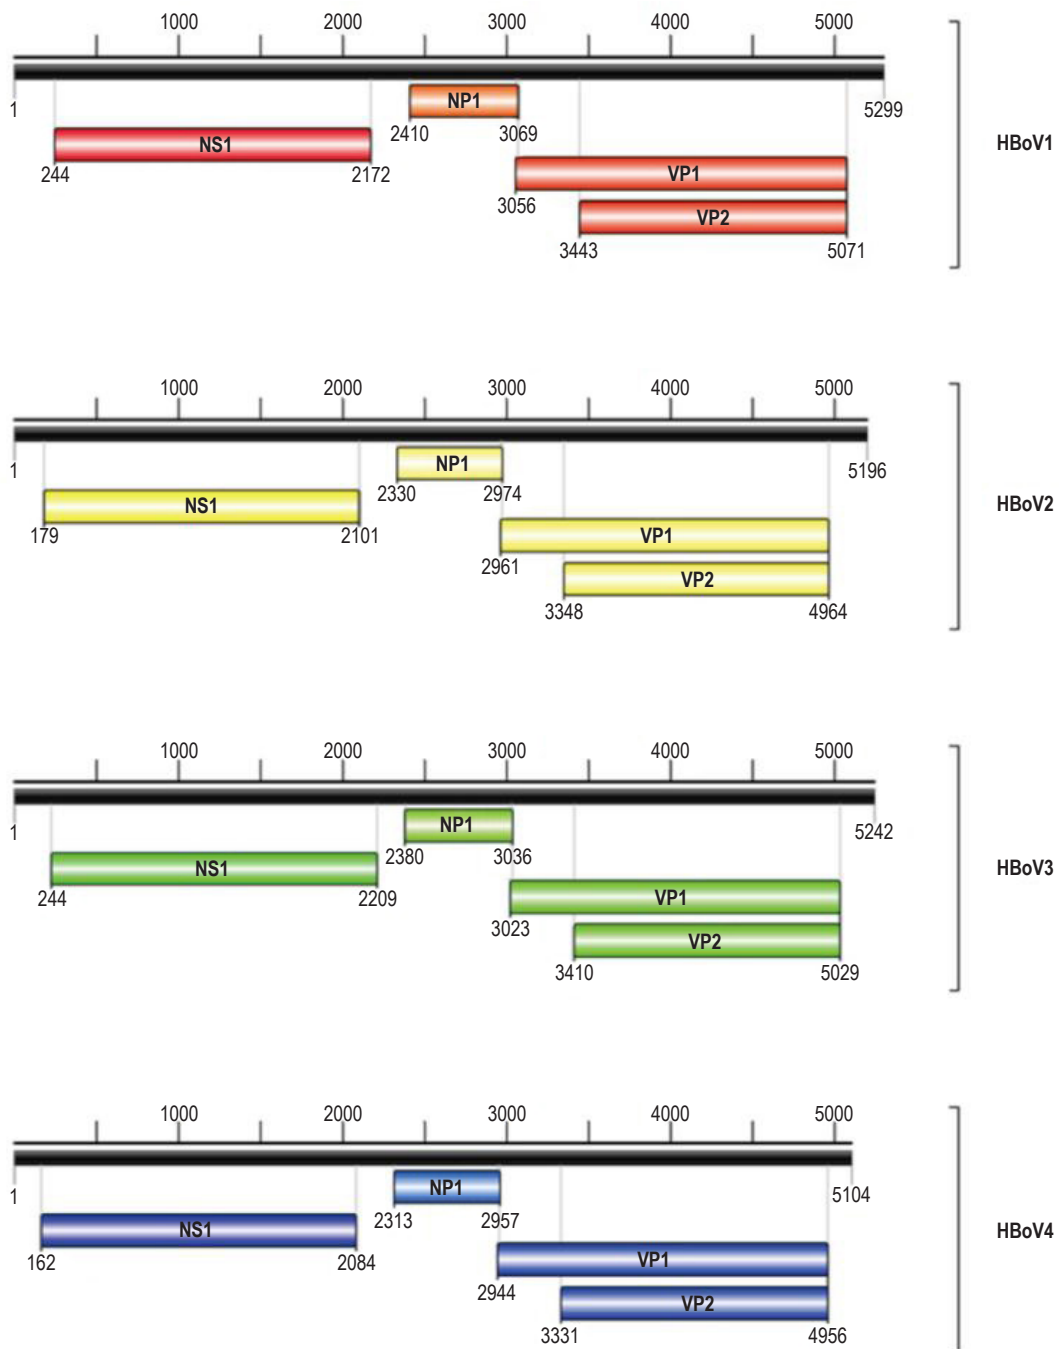 1000 2000 3000 4000 5000
1 5299
NP1
2410 3069
HBoV1
NS1
244 2172
VP1
3056
VP2
3443 5071
1000 2000 3000 4000 5000
1 5196
NP1
2330 2974
HBoV2
NS1
179 2101
VP1
2961
VP2
3348 4964
1000 2000 3000 4000 5000
1 5242
NP1
2380 3036
HBoV3
NS1
244 2209
VP1
3023
VP2
3410 5029
1000 2000 3000 4000 5000
1 5104
NP1
2313 2957
HBoV4
NS1
162 2084
VP1
2944
VP2
3331 4956